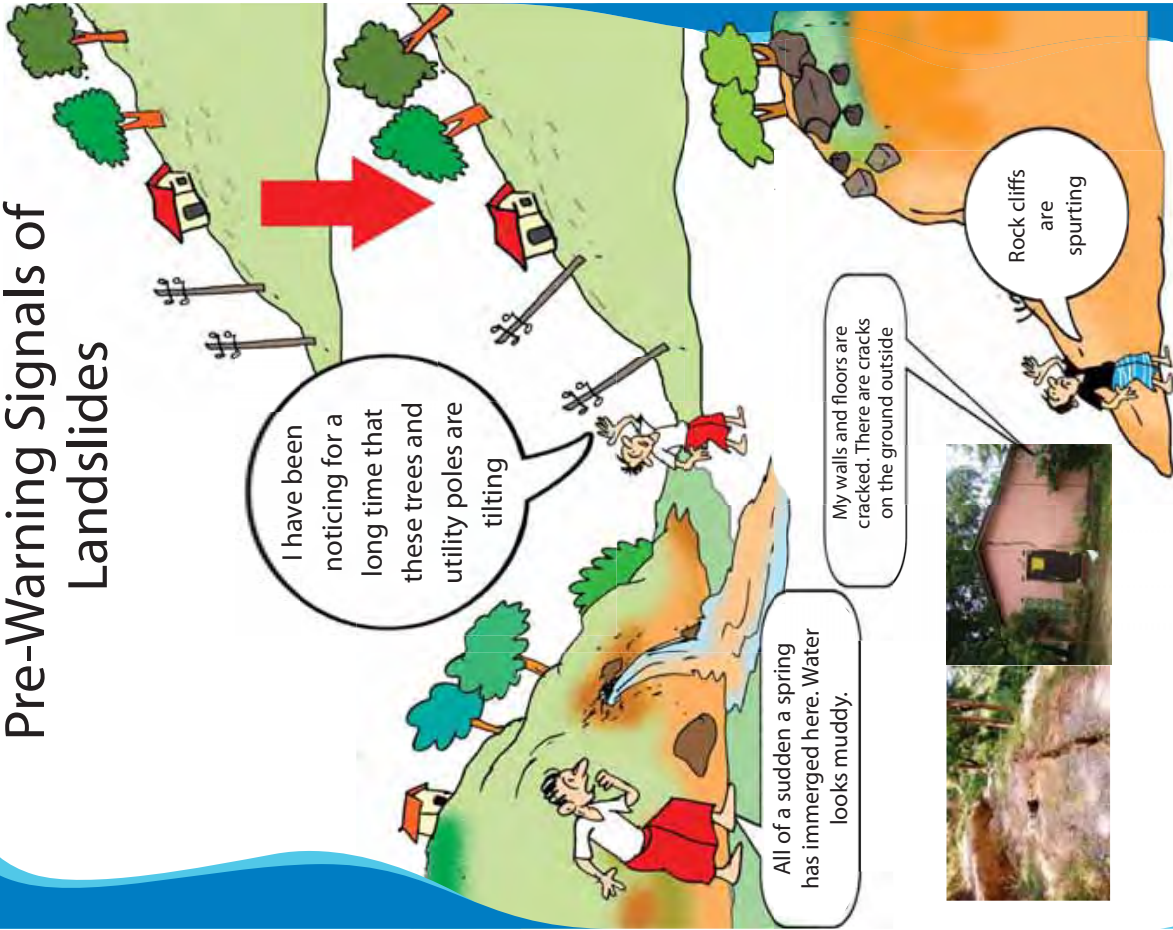 Pre-Warning Signals of
Landslides
I have been
noticing for a
long time that
these trees and
utility poles are
tilting
All of a sudden a spring
has immerged here. Water
looks muddy.
My walls and floors are
cracked. There are cracks
on the ground outside
Rock cliffs
are
spurting